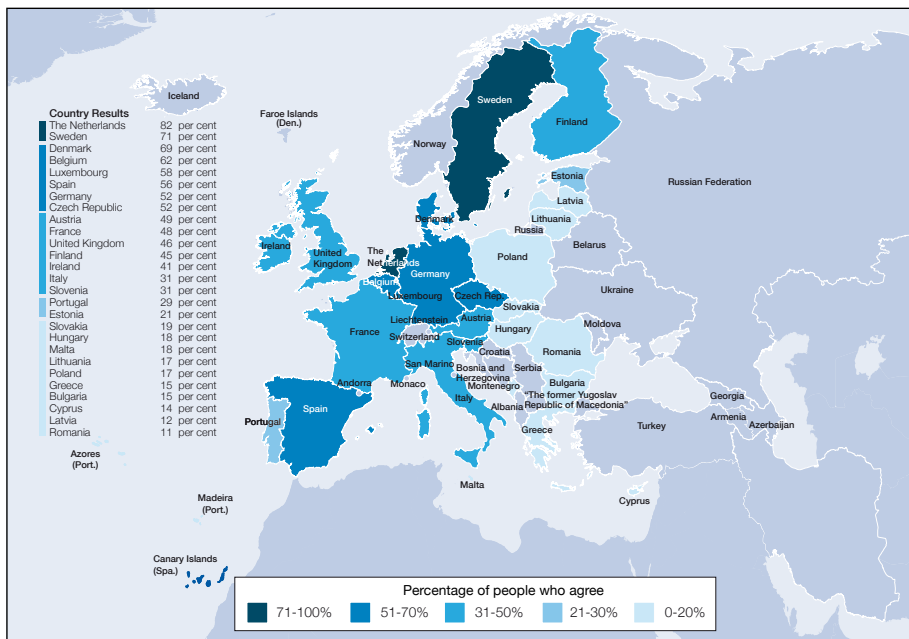 Iceland
Faroe Islands
(Den.)
Country Results
The Netherlands 82 per cent
Sweden 71 per cent
Denmark 69 per cent
Belgium 62 per cent
Luxembourg 58 per cent
Spain 56 per cent
Germany 52 per cent
Czech Republic 52 per cent
Austria 49 per cent
France 48 per cent
United Kingdom 46 per cent
Finland 45 per cent
Ireland 41 per cent
Italy 31 per cent
Slovenia 31 per cent
Portugal 29 per cent
Estonia 21 per cent
Slovakia 19 per cent
Hungary 18 per cent
Malta 18 per cent
Lithuania 17 per cent
Poland 17 per cent
Greece 15 per cent
Bulgaria 15 per cent
Cyprus 14 per cent
Latvia 12 per cent
Romania 11 per cent
Sweden
Finland
Norway
Russian Federation
Estonia
Latvia
Lithuania
Russia
Denmark
Belarus
Ireland
United
Kingdom
The
Netherlands
Poland
Germany
Belgium
Ukraine
Luxembourg
Czech Rep.
Slovakia
Liechtenstein
Austria
Moldova
France
Switzerland
Hungary
Slovenia
Romania
Croatia
San Marino
Bosnia and
Herzegovina
Serbia
Andorra
Monaco
Montenegro
Bulgaria
Italy
"The former Yugoslav
Republic of Macedonia"
Georgia
Spain
Albania
Armenia
Azerbaijan
Portugal
Greece
Turkey
Azores
(Port.)
Malta
Cyprus
Madeira
(Port.)
Canary Islands
(Spa.)
Percentage of people who agree
71-100% 51-70% 31-50% 21-30% 0-20%